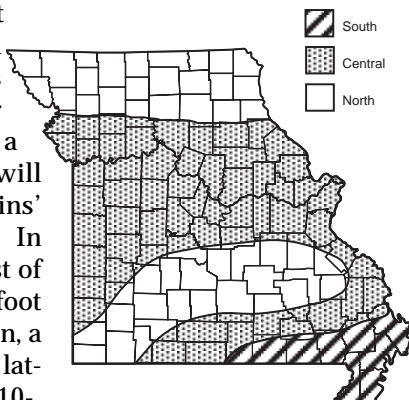 t
a
will
ins’
In
st of
foot
n, a
lat-
10-
South
Central
North